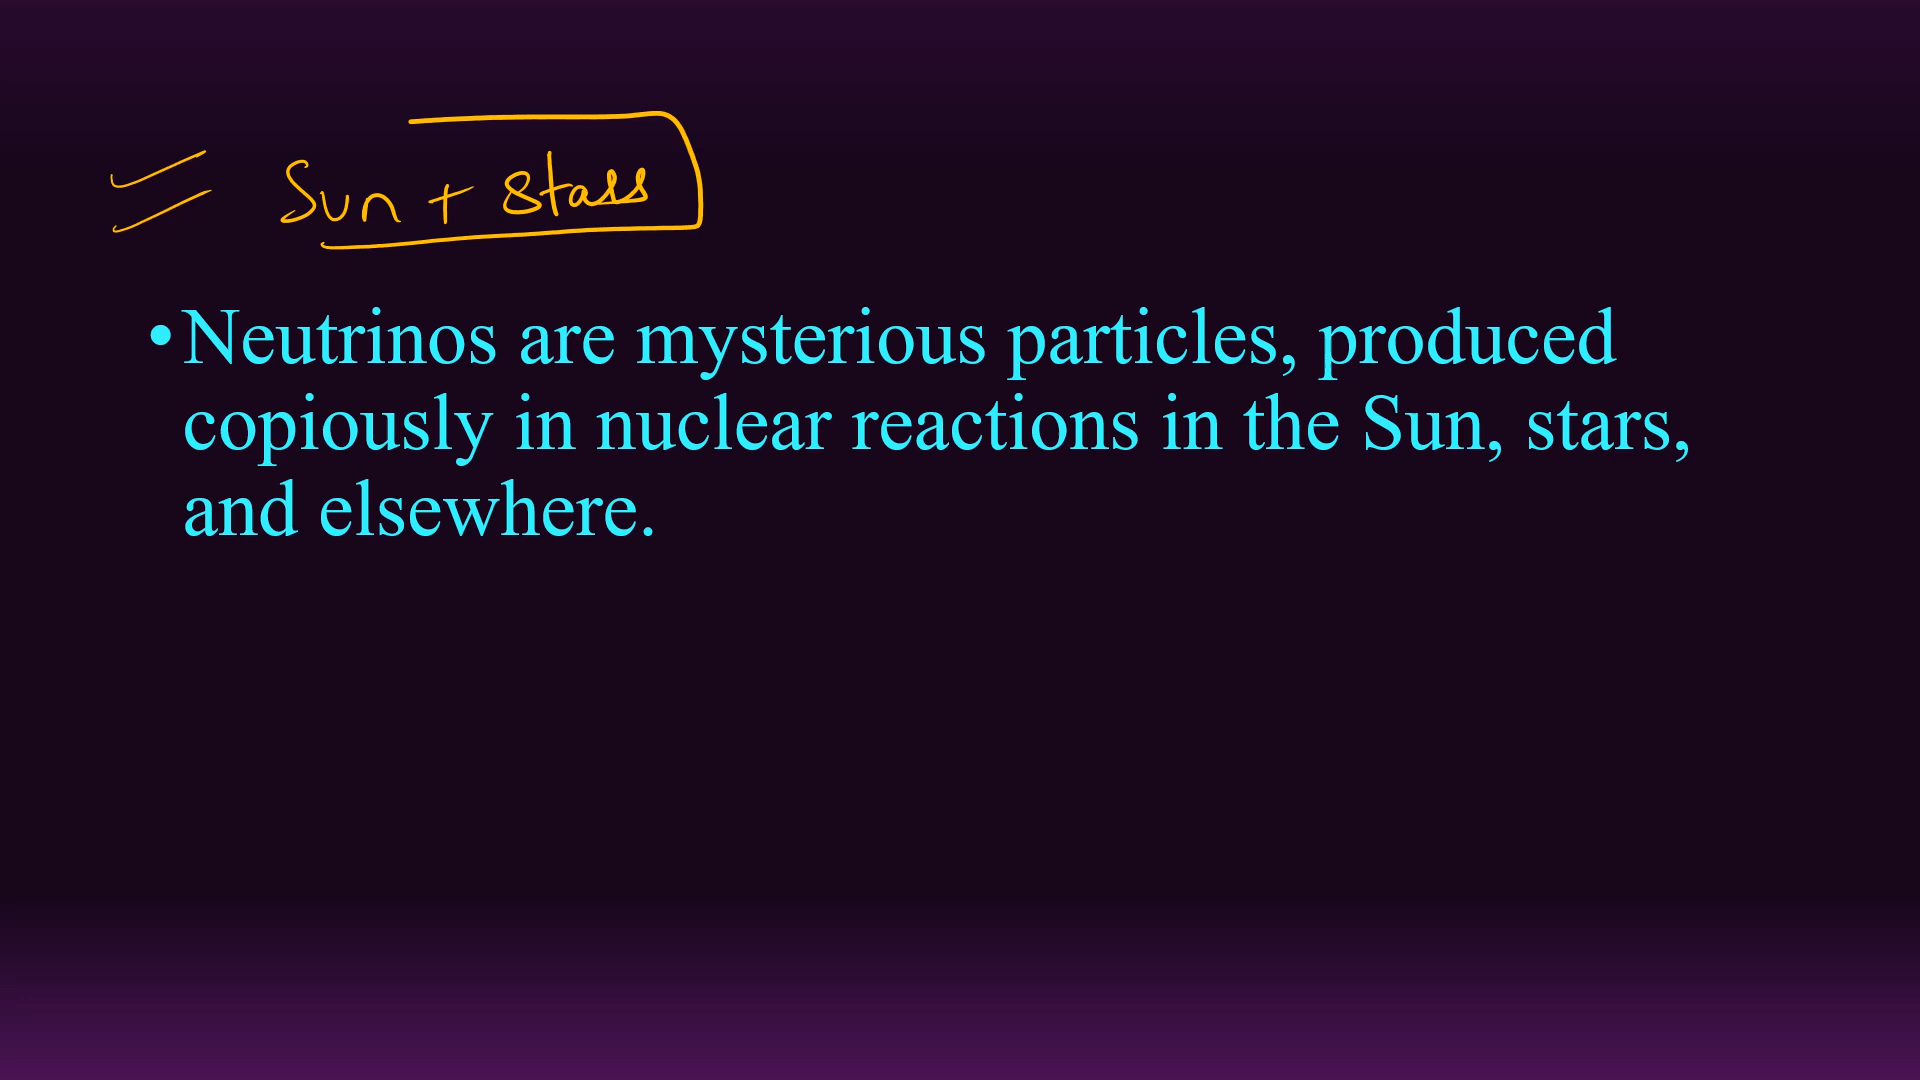 Sun + stars
• Neutrinos are mysterious particles, produced
copiously in nuclear reactions in the Sun, stars,
and elsewhere.